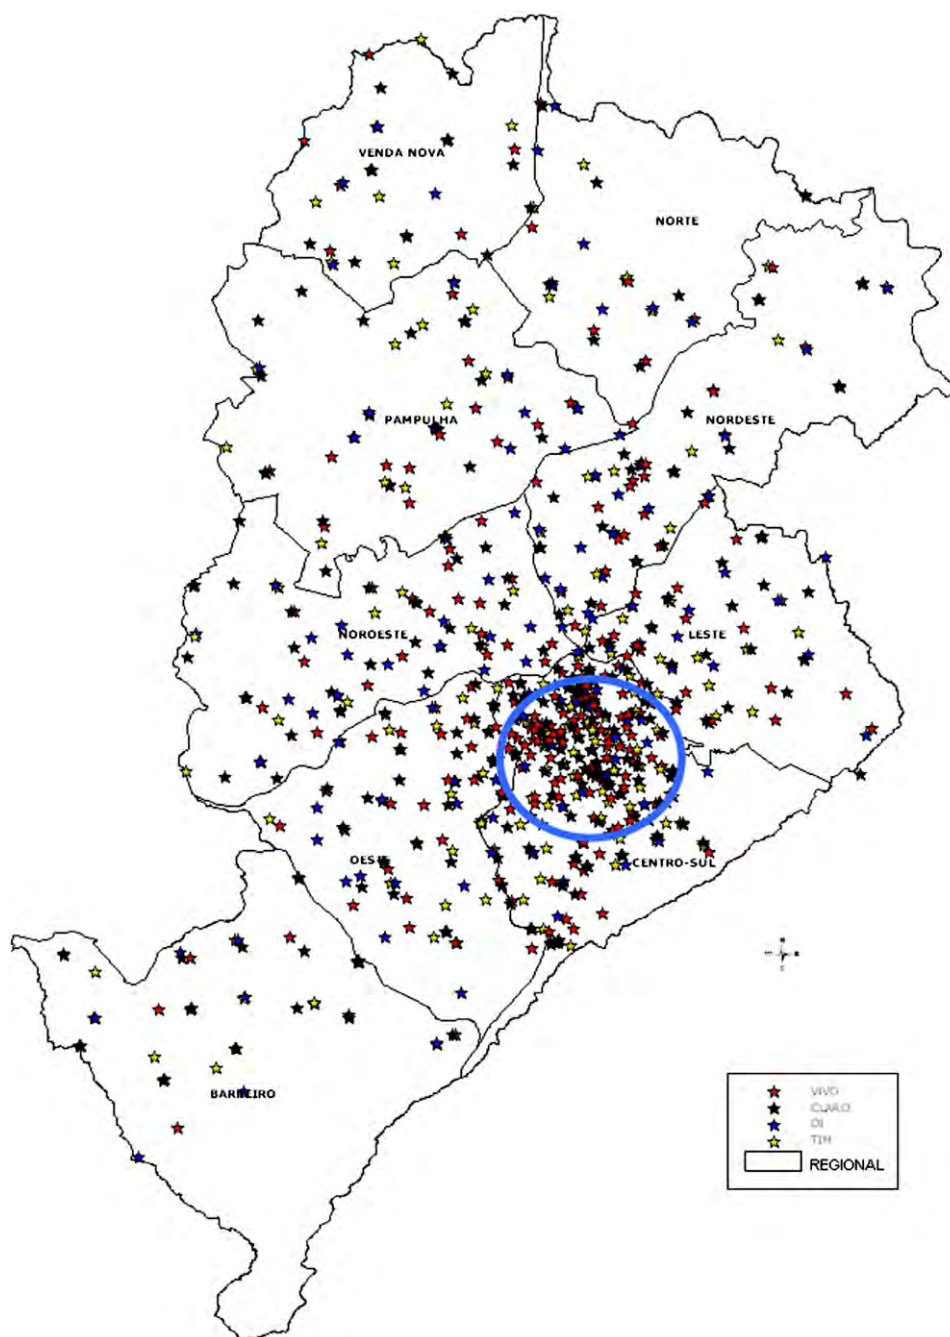 VENDA NOVA
NORTE
PAMPULHA
NORDESTE
NOROESTE
LESTE
OESTE
CENTRO-SUL
BARREIRO
VIVO
CLARO
OI
TIM
REGIONAL